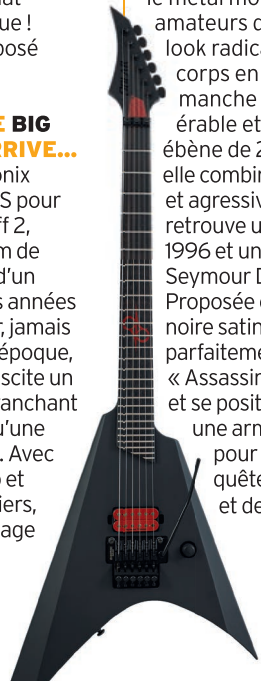 ue !
posé
E BIG
RRIVE...
onix
S pour
ff 2,
m de
d'un
s années
r, jamais
époque,
scite un
ranchant
u'une
. Avec
o et
iers,
age
le métal mo
amateurs d
look radica
corps en
manche
érable et
ébène de 2
elle combin
et agressiv
retrouve u
1996 et un
Seymour D
Proposée e
noire satin
parfaiteme
« Assassin
et se posit
une arm
pour
quête
et de